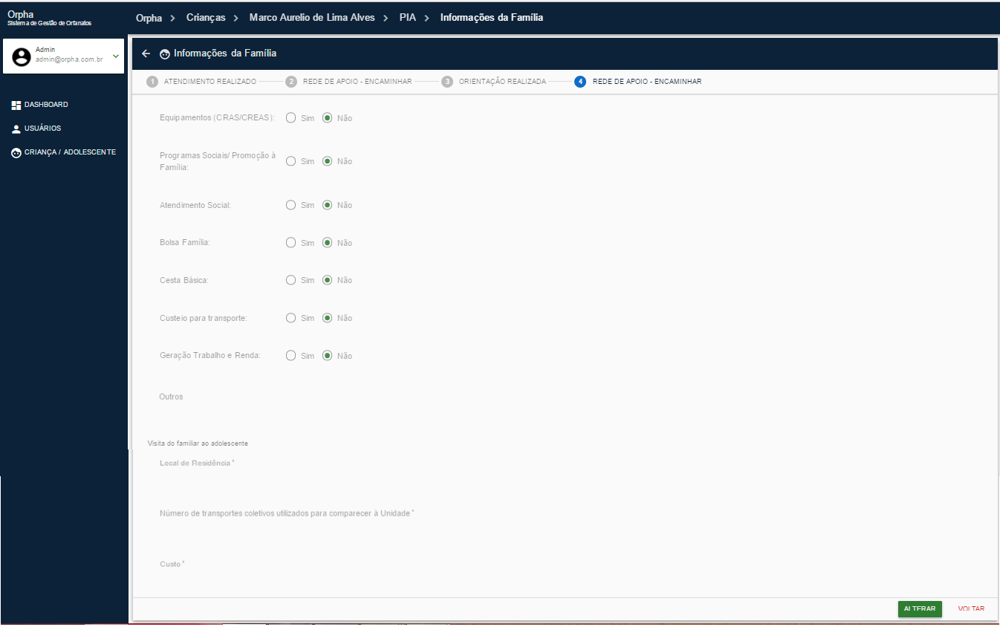 Orpha
Sistema de Gestão de Orfanatos
Orpha > Crianças > Marco Aurelio de Lima Alves > PIA > Informações da Família
Admin
admin@orpha.com.br
DASHBOARD
USUÁRIOS
CRIANÇA / ADOLESCENTE
Informações da Família
1 ATENDIMENTO REALIZADO 2 REDE DE APOIO - ENCAMINHAR 3 ORIENTAÇÃO REALIZADA 4 REDE DE APOIO - ENCAMINHAR
Equipamentos (CRAS/CREAS): Sim Não
Programas Sociais/ Promoção à
Família: Sim Não
Atendimento Social: Sim Não
Bolsa Família: Sim Não
Cesta Básica: Sim Não
Custeio para transporte: Sim Não
Geração Trabalho e Renda: Sim Não
Outros
Visita do familiar ao adolescente
Local de Residência *
Número de transportes coletivos utilizados para comparecer à Unidade *
Custo *
ALTERAR VOLTAR